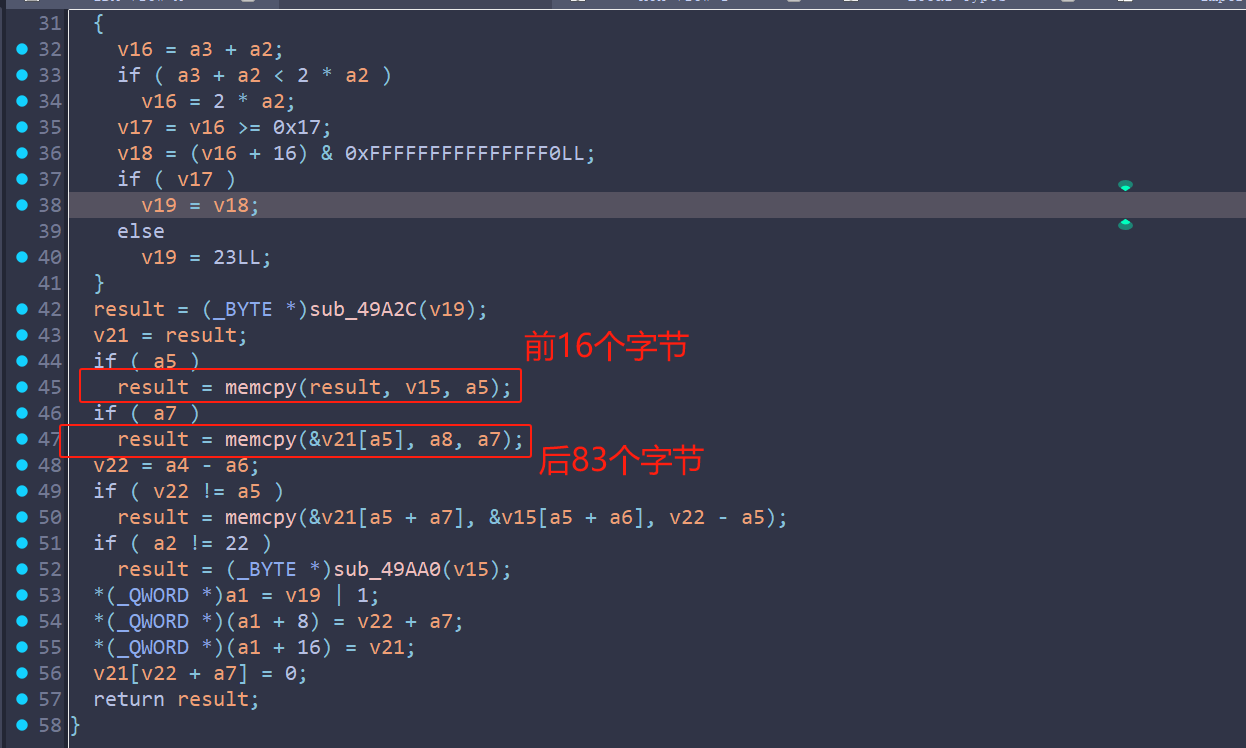 31 {
32 v16 = a3 + a2;
33 if ( a3 + a2 < 2 * a2 )
34 v16 = 2 * a2;
35 v17 = v16 >= 0x17;
36 v18 = (v16 + 16) & 0xFFFFFFFFFFFFFFF0LL;
37 if ( v17 )
38 v19 = v18;
39 else
40 v19 = 23LL;
41 }
42 result = (_BYTE *)sub_49A2C(v19);
43 v21 = result;
前16个字节
44 if ( a5 )
45 result = memcpy(result, v15, a5);
46 if ( a7 )
47 result = memcpy(&v21[a5], a8, a7);
后83个字节
48 v22 = a4 - a6;
49 if ( v22 != a5 )
50 result = memcpy(&v21[a5 + a7], &v15[a5 + a6], v22 - a5);
51 if ( a2 != 22 )
52 result = (_BYTE *)sub_49AA0(v15);
53 *(_QWORD *)a1 = v19 | 1;
54 *(_QWORD *)(a1 + 8) = v22 + a7;
55 *(_QWORD *)(a1 + 16) = v21;
56 v21[v22 + a7] = 0;
57 return result;
58 }